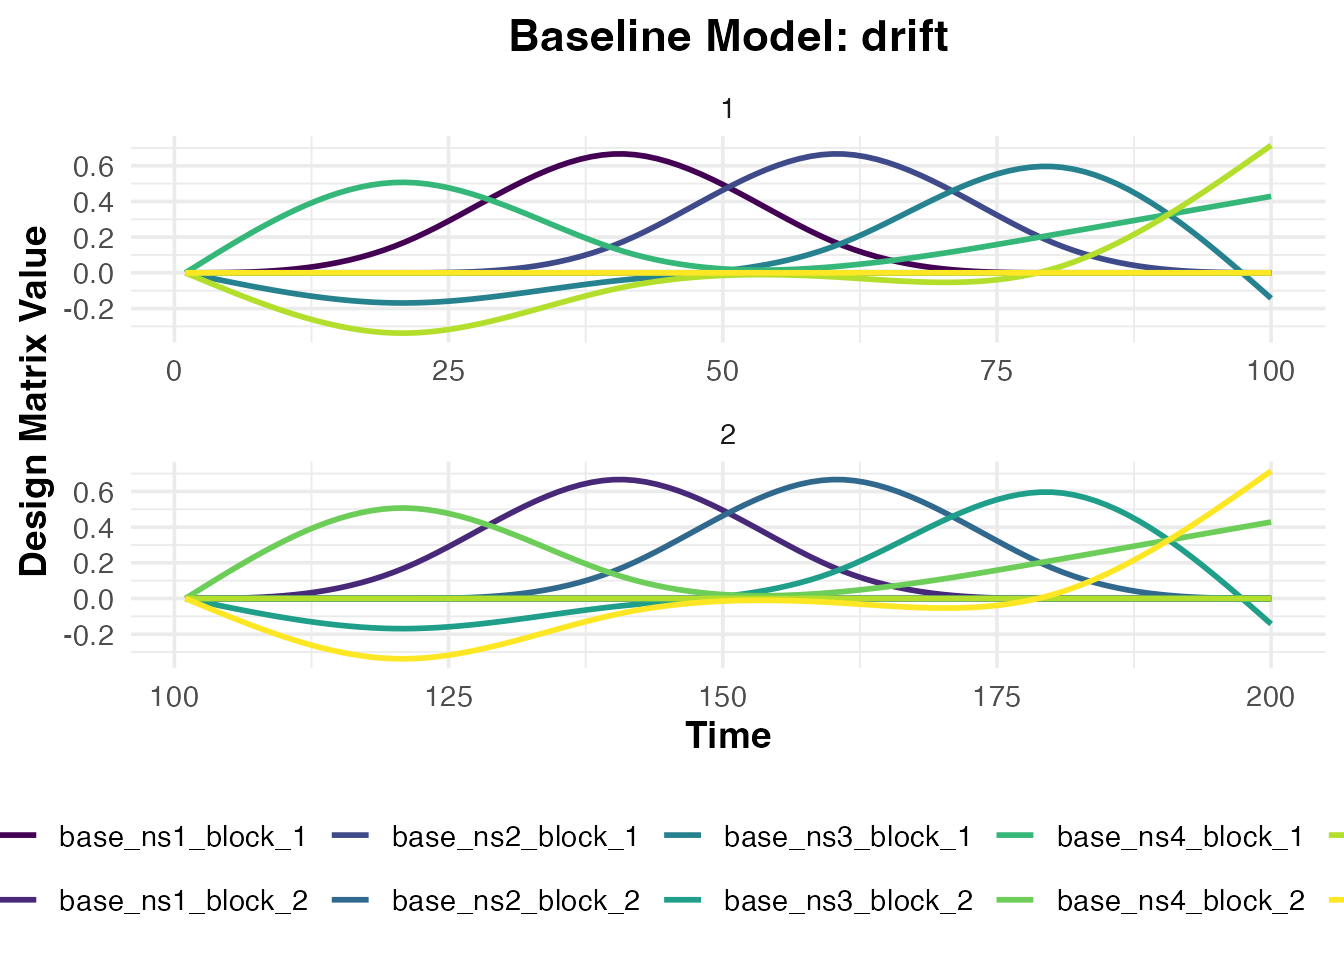 Baseline Model: drift
1
0.6
0.4
0.2
0.0
-0.2
0 25 50 75 100
2
0.6
0.4
0.2
0.0
-0.2
100 125 150 175 200
Design Matrix Value
Time
base_ns1_block_1 base_ns2_block_1 base_ns3_block_1 base_ns4_block_1
base_ns1_block_2 base_ns2_block_2 base_ns3_block_2 base_ns4_block_2